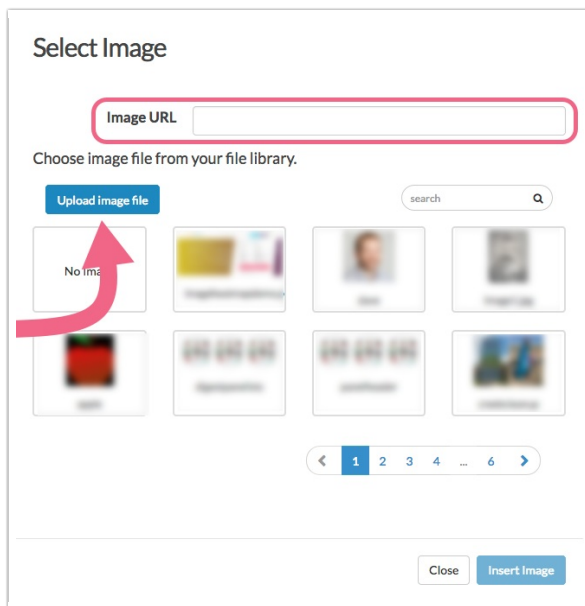 Select Image
Image URL
Choose image file from your file library.
Upload image file
search
No
1 2 3 4 ... 6
Close
Insert Image